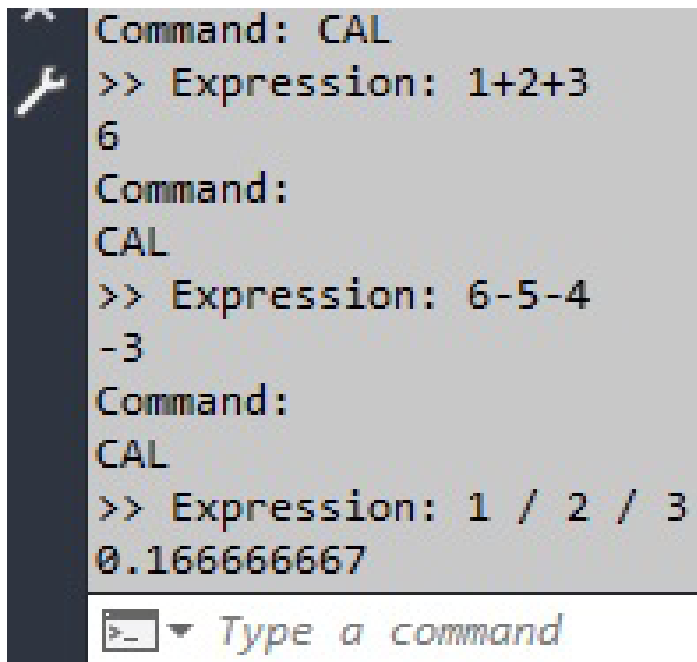 Command: CAL
>> Expression: 1+2+3
6
Command:
CAL
>> Expression: 6-5-4
-3
Command:
CAL
>> Expression: 1 / 2 / 3
0.166666667
Type a command